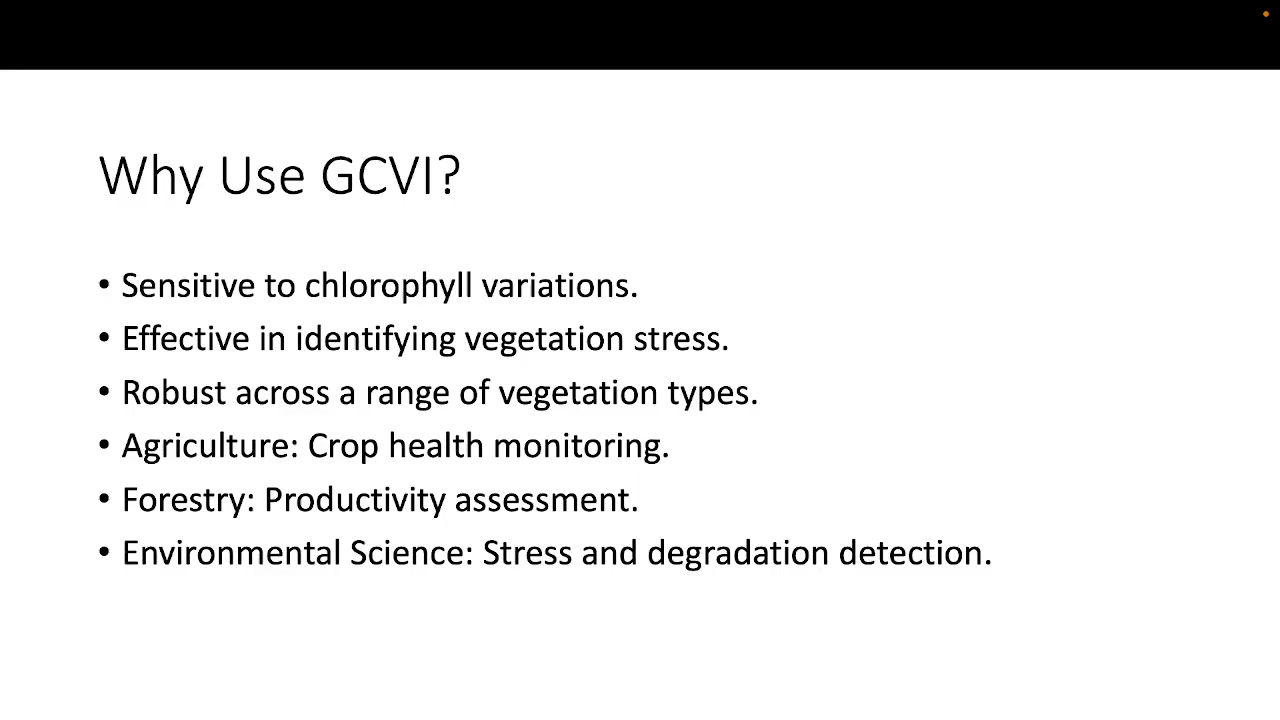 Why Use GCVI?
• Sensitive to chlorophyll variations.
• Effective in identifying vegetation stress.
• Robust across a range of vegetation types.
• Agriculture: Crop health monitoring.
• Forestry: Productivity assessment.
• Environmental Science: Stress and degradation detection.